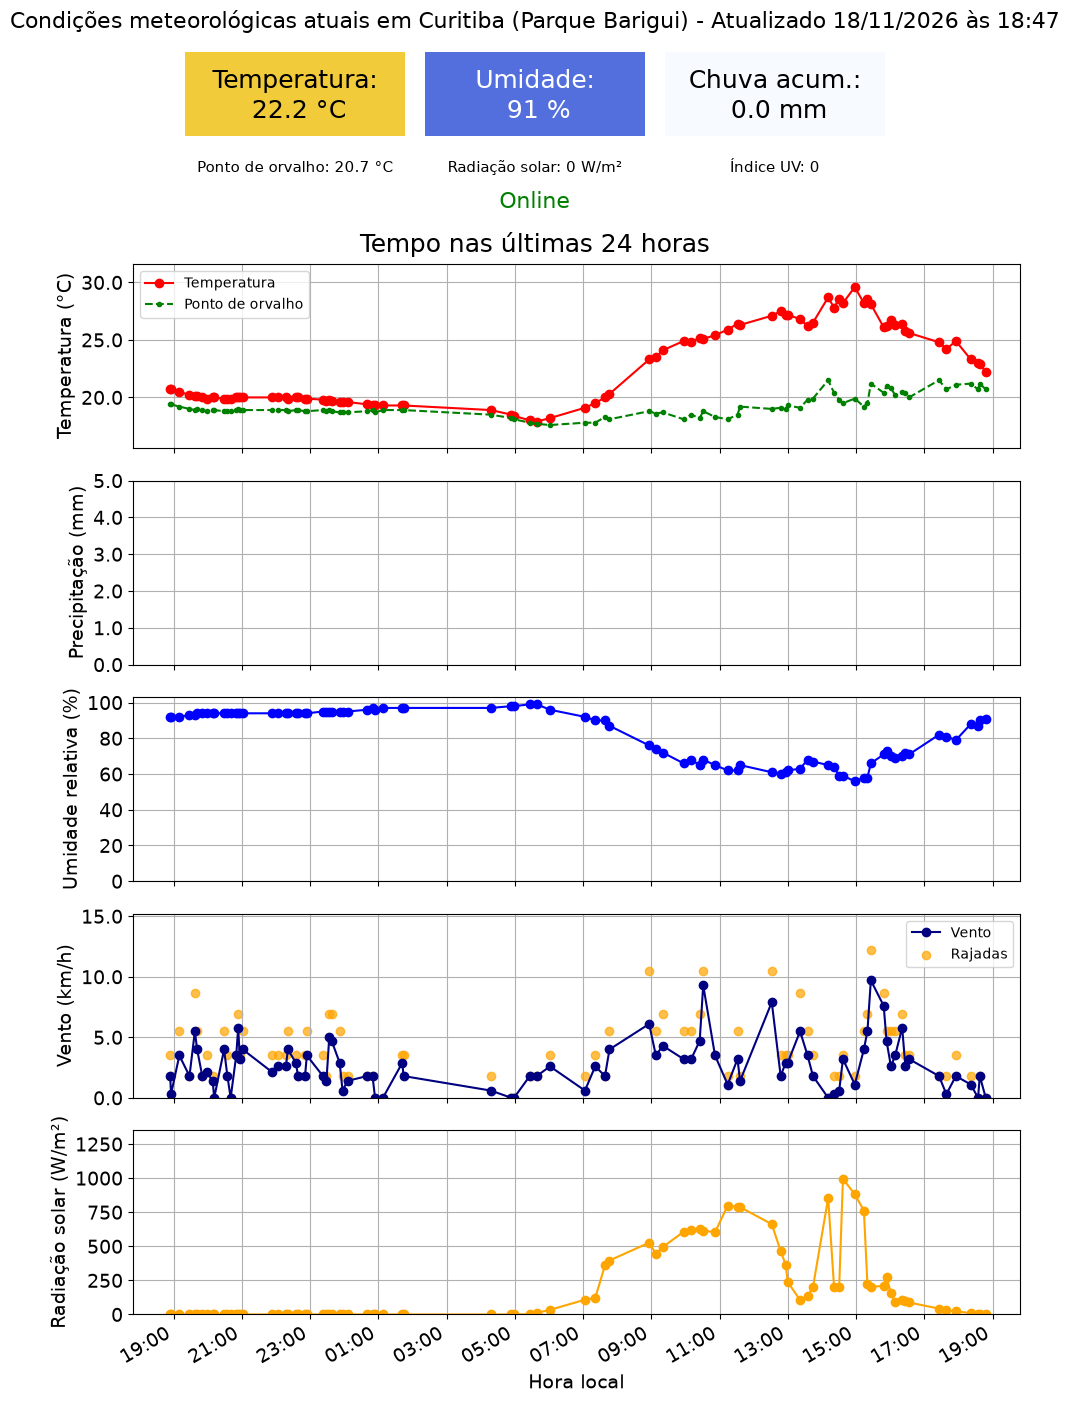 Condições meteorológicas atuais em Curitiba (Parque Barigui) - Atualizado 18/11/2026 às 18:47
Temperatura:
22.2 °C
Umidade:
91 %
Chuva acum.:
0.0 mm
Ponto de orvalho: 20.7 °C
Radiação solar: 0 W/m²
Índice UV: 0
Online
Tempo nas últimas 24 horas
Temperatura (°C)
30.0
25.0
20.0
Temperatura
Ponto de orvalho
Precipitação (mm)
5.0
4.0
3.0
2.0
1.0
0.0
Umidade relativa (%)
100
80
60
40
20
0
Vento (km/h)
15.0
10.0
5.0
0.0
Vento
Rajadas
Radiação solar (W/m²)
1250
1000
750
500
250
0
19:00
21:00
23:00
01:00
03:00
05:00
07:00
09:00
11:00
13:00
15:00
17:00
19:00
Hora local